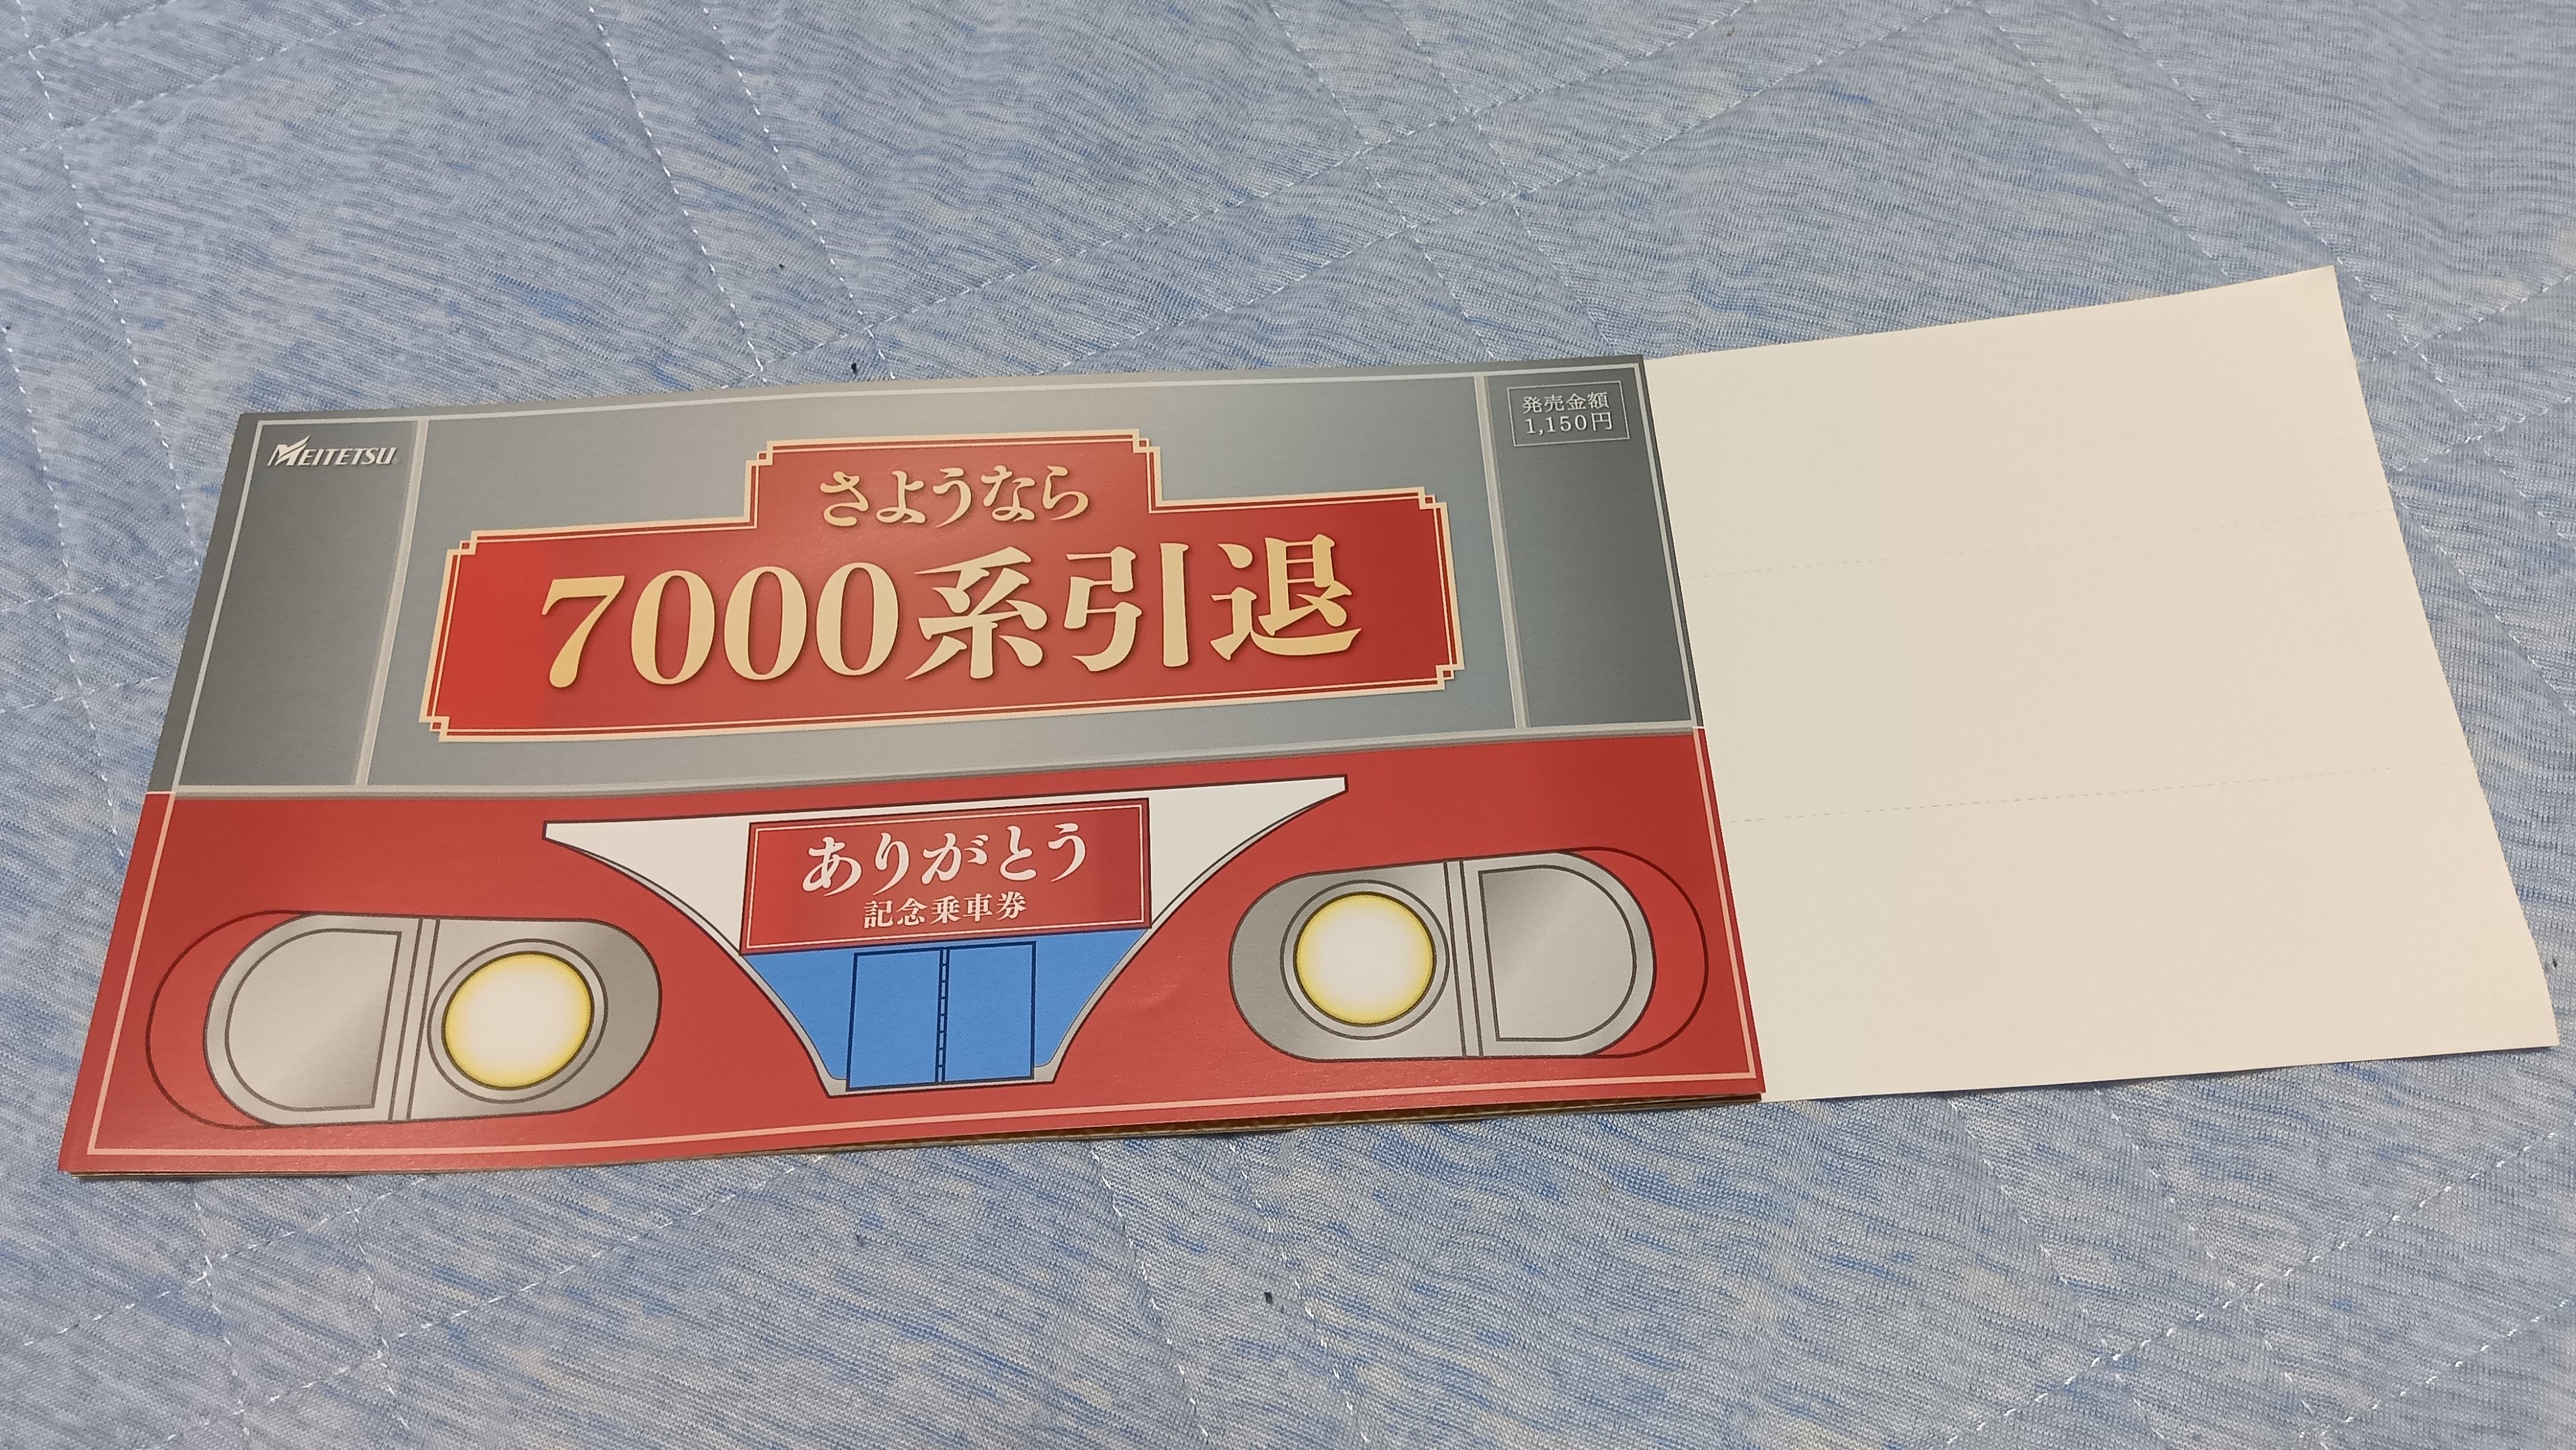 MEITETSU
発売金額
1,150円
さようなら
7000系引退
ありがとう
記念乗車券